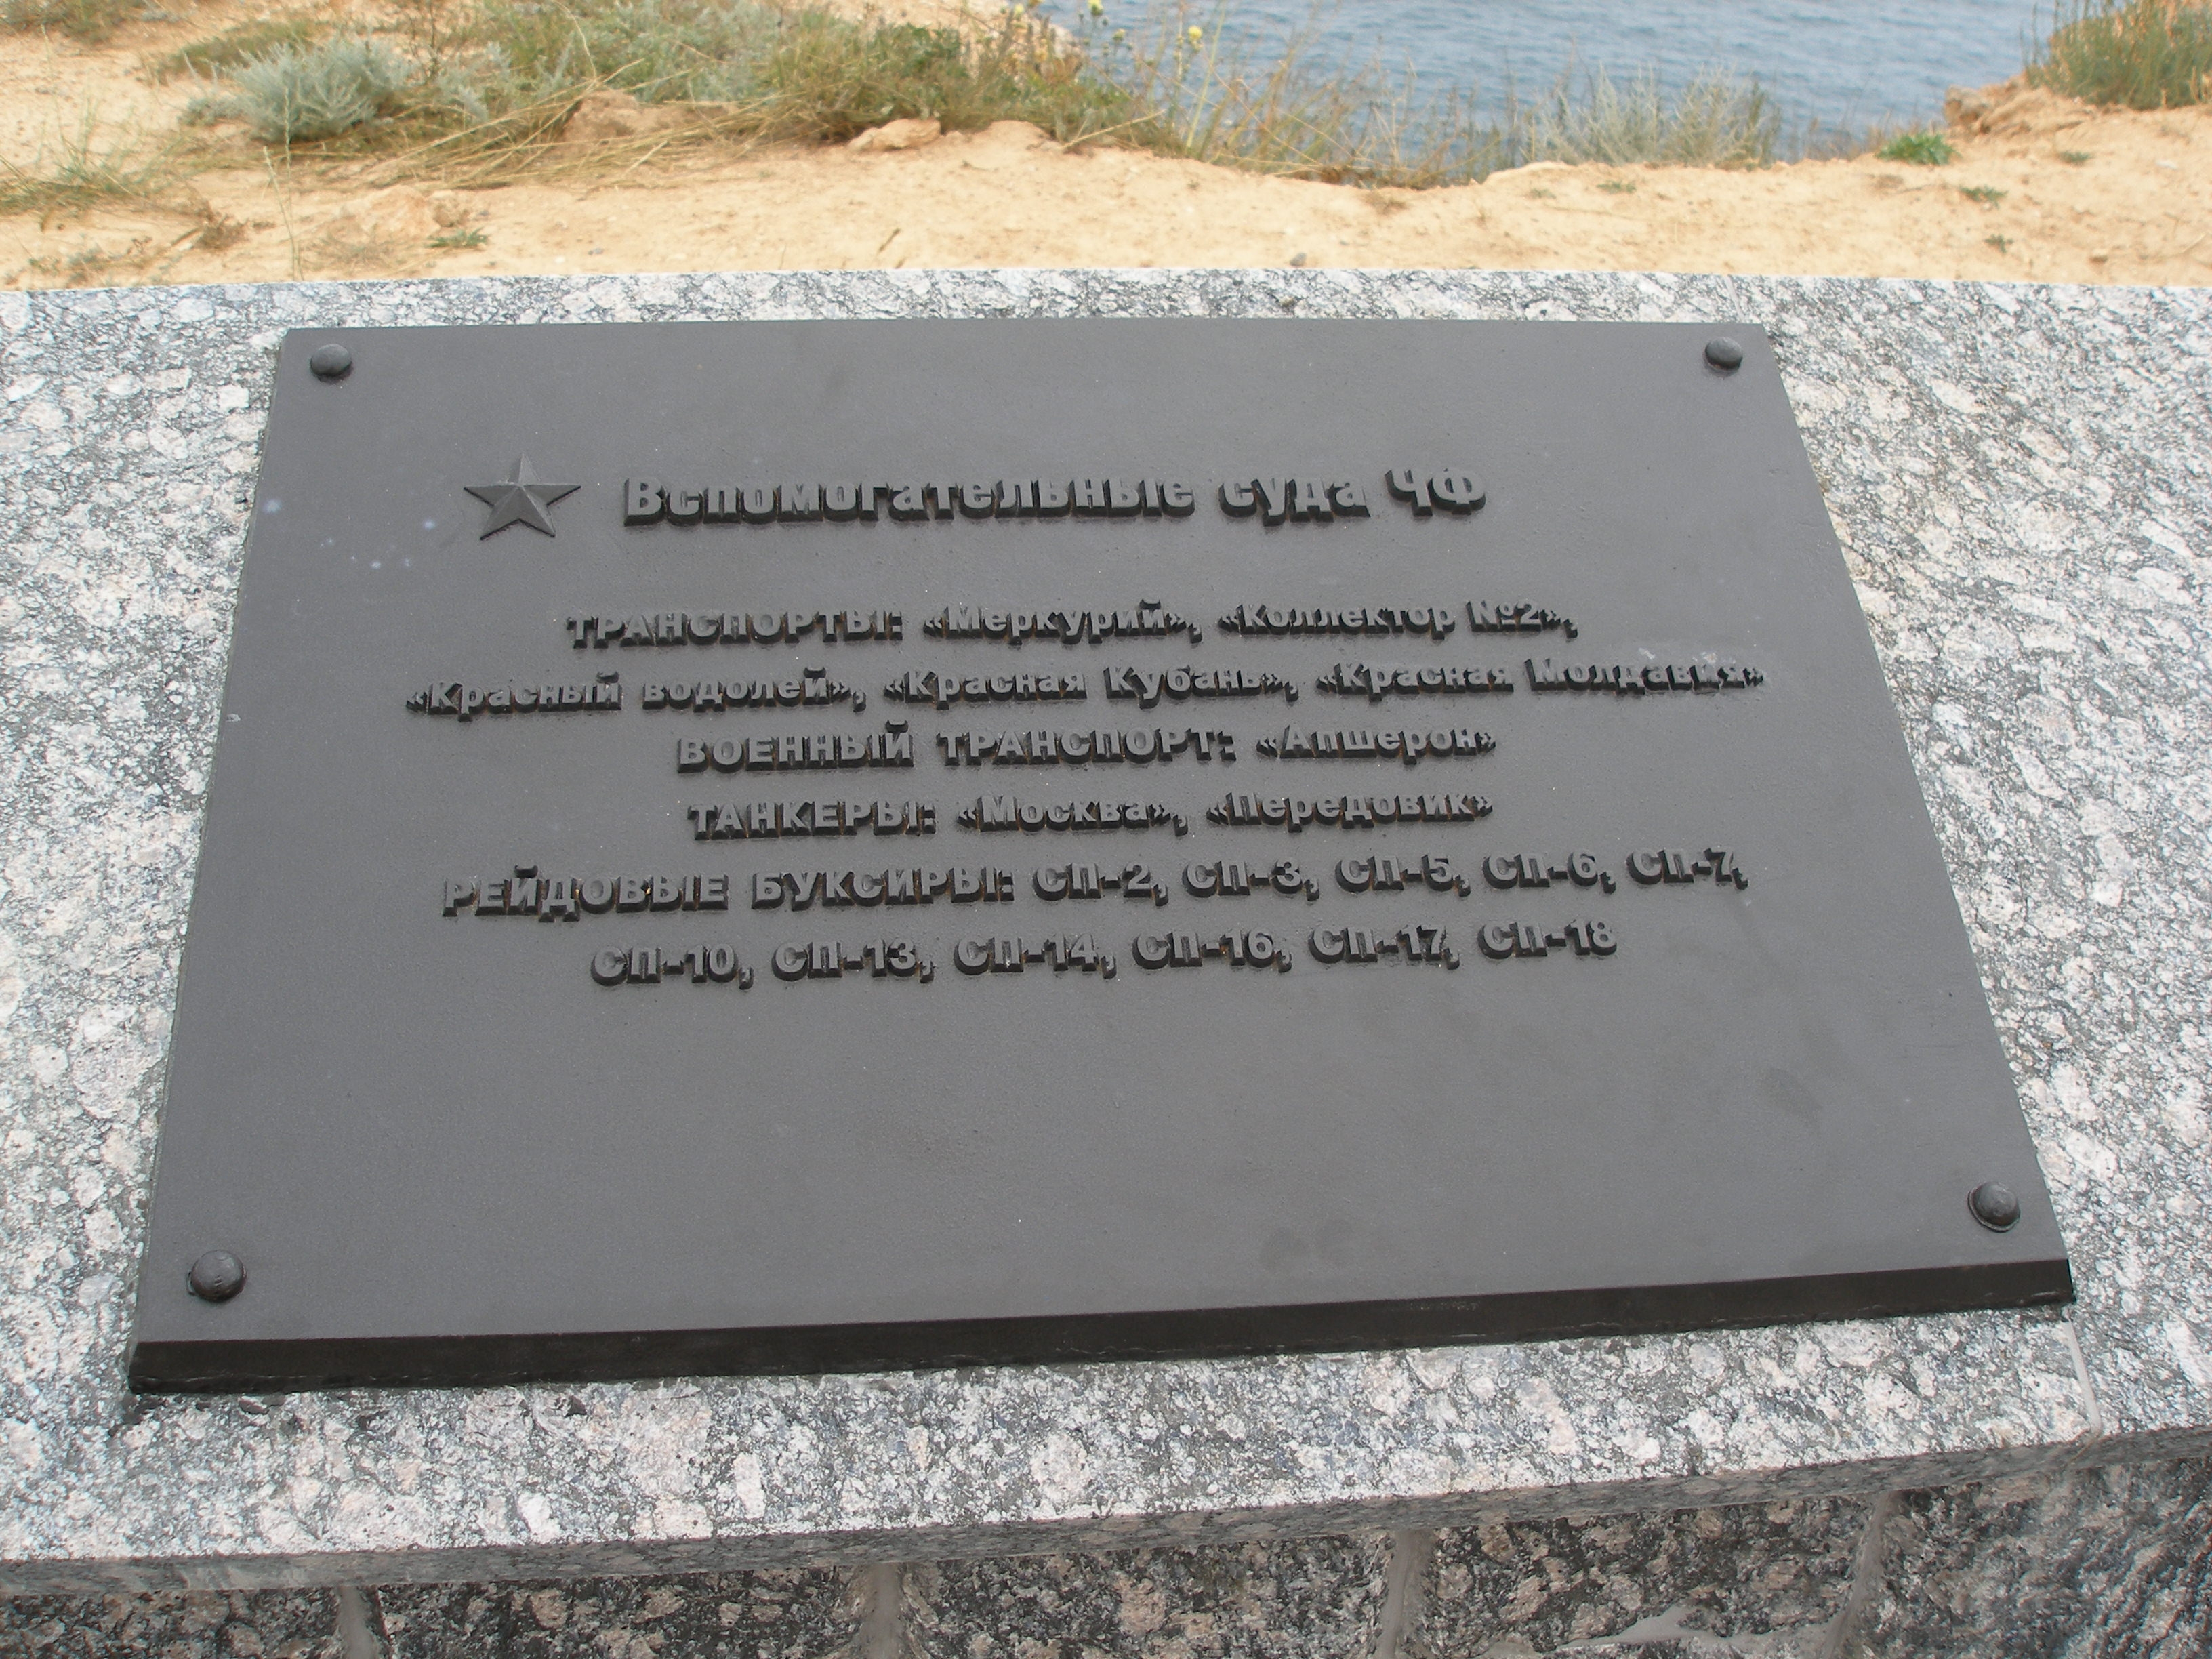 Вспомогательные суда ЧФ
ТРАНСПОРТЫ: «Меркурий», «Коллектор №2»,
«Красный водолей», «Красная Кубань», «Красная Молдавия»
ВОЕННЫЙ ТРАНСПОРТ: «Апшерон»
ТАНКЕРЫ: «Москва», «Передовик»
РЕЙДОВЫЕ БУКСИРЫ: СП-2, СП-3, СП-5, СП-6, СП-7,
СП-10, СП-13, СП-14, СП-16, СП-17, СП-18